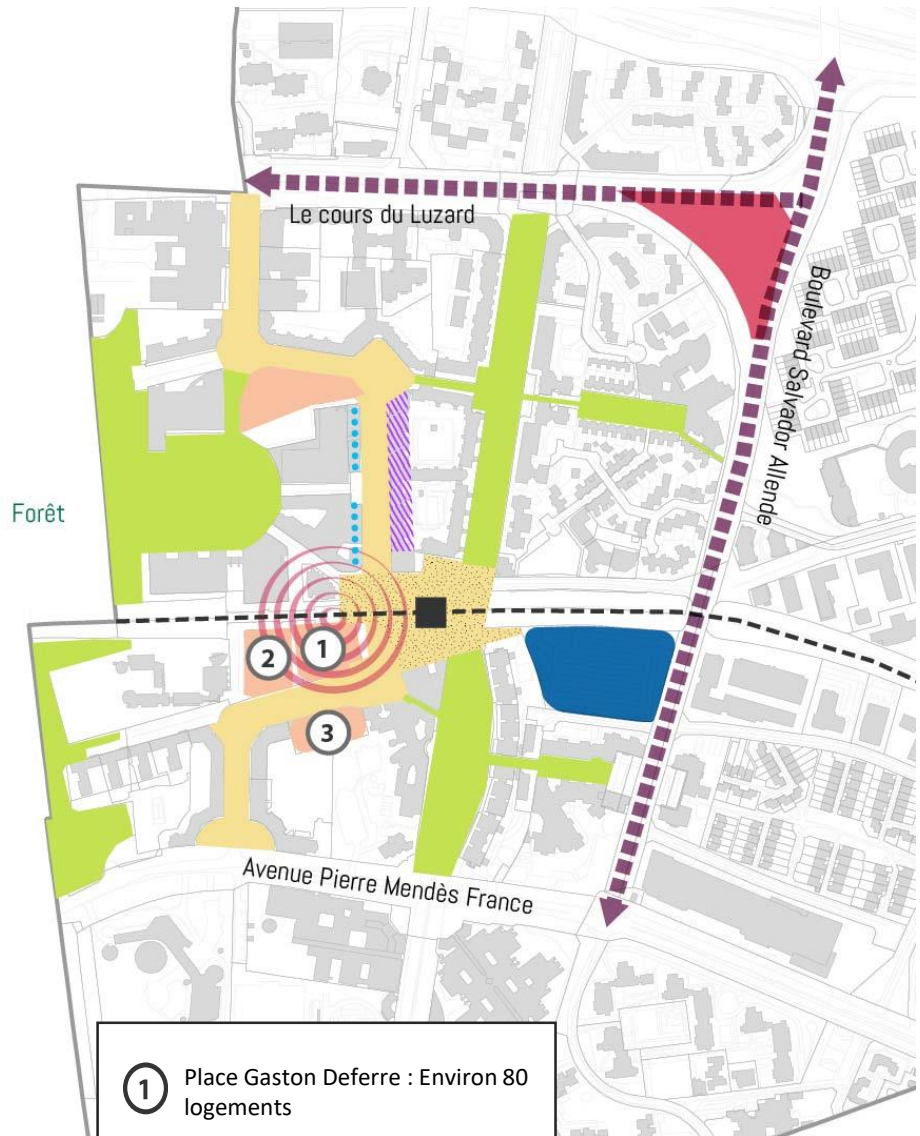 Le cours du Luzard
Boulevard Salvador Allende
Forêt
1
2
3
Avenue Pierre Mendès France
1 Place Gaston Deferre : Environ 80
logements